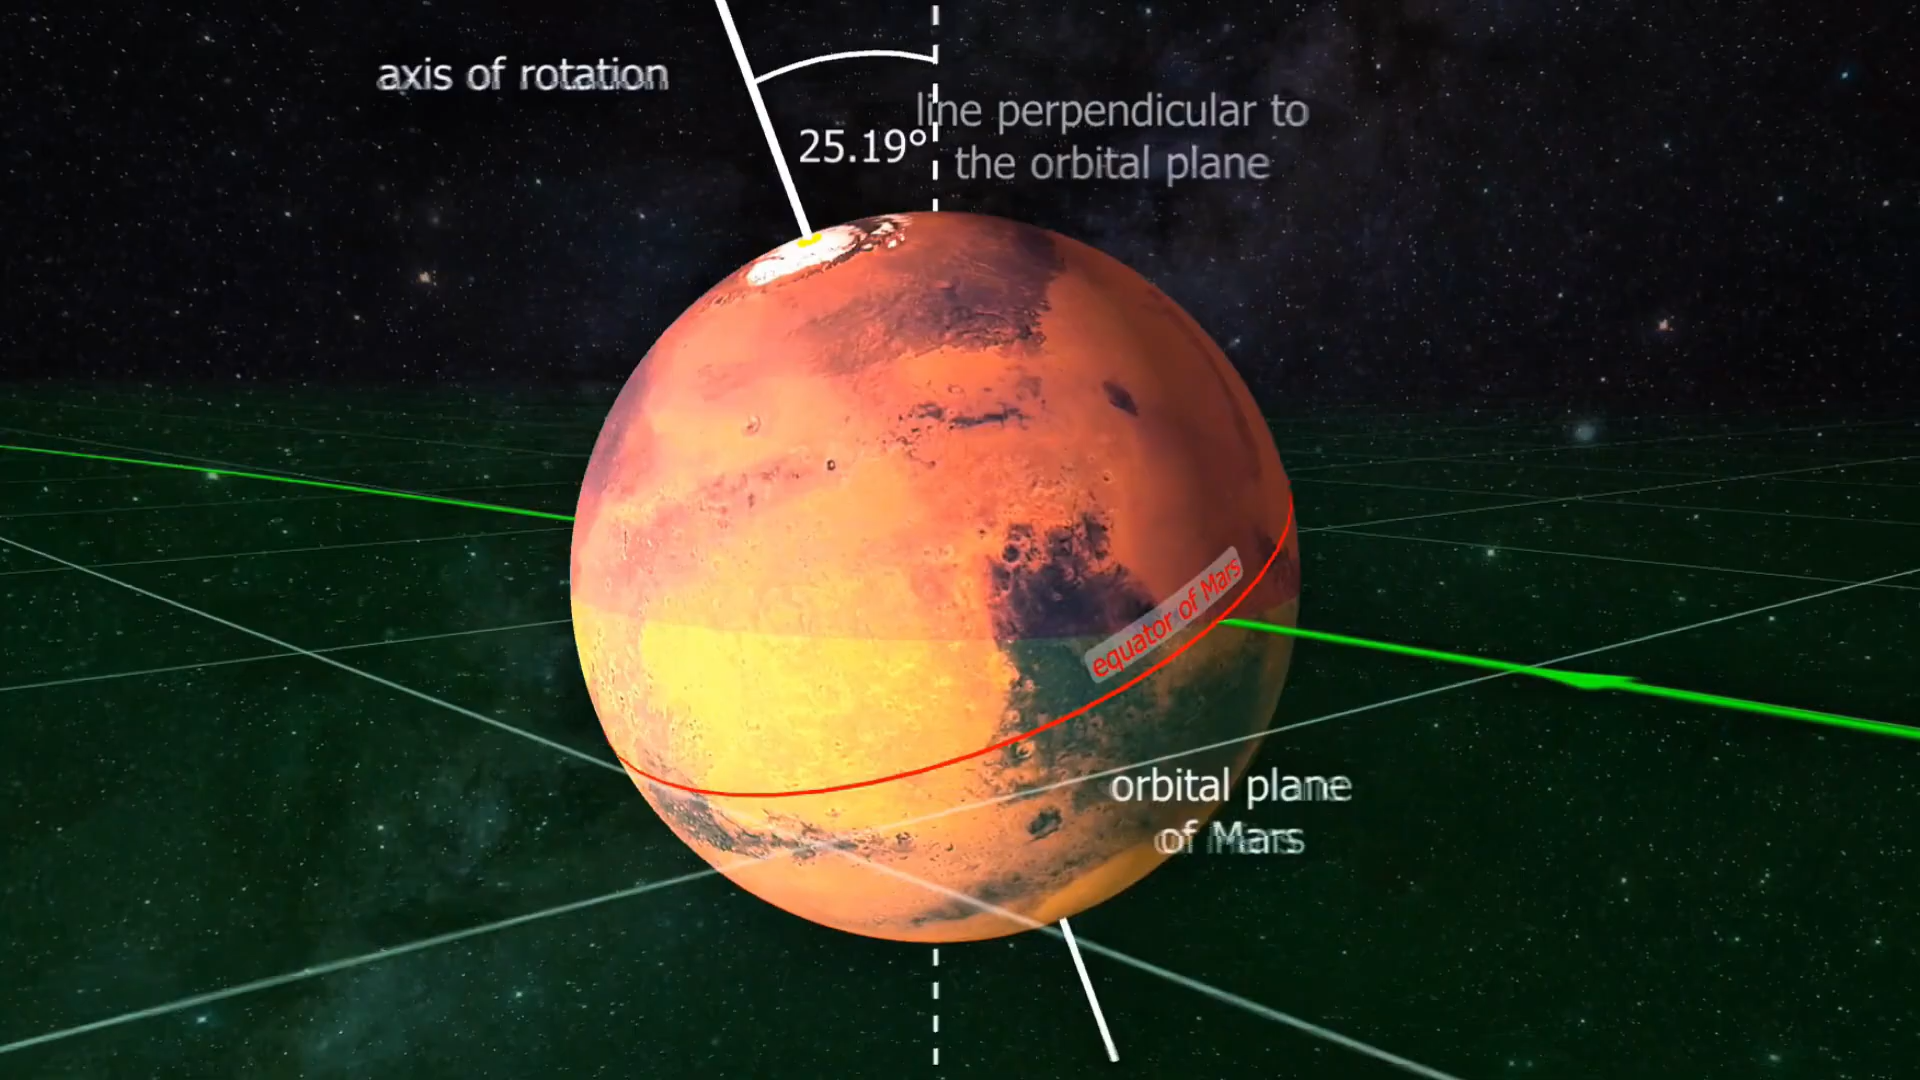 axis of rotation
line perpendicular to
the orbital plane
25.19°
equator of Mars
orbital plane
of Mars